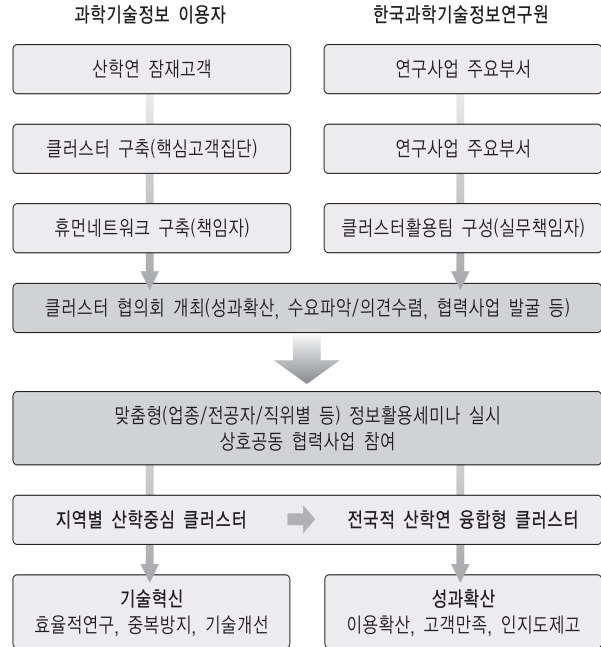 과학기술정보 이용자
한국과학기술정보연구원
산학연 잠재고객
연구사업 주요부서
클러스터 구축(핵심고객집단)
연구사업 주요부서
휴먼네트워크 구축(책임자)
클러스터활용팀 구성(실무책임자)
클러스터 협의회 개최(성과확산, 수요파악/의견수렴, 협력사업 발굴 등)
맞춤형(업종/전공자/직위별 등) 정보활용세미나 실시
상호공동 협력사업 참여
지역별 산학중심 클러스터
전국적 산학연 융합형 클러스터
기술혁신
효율적연구, 중복방지, 기술개선
성과확산
이용확산, 고객만족, 인지도제고